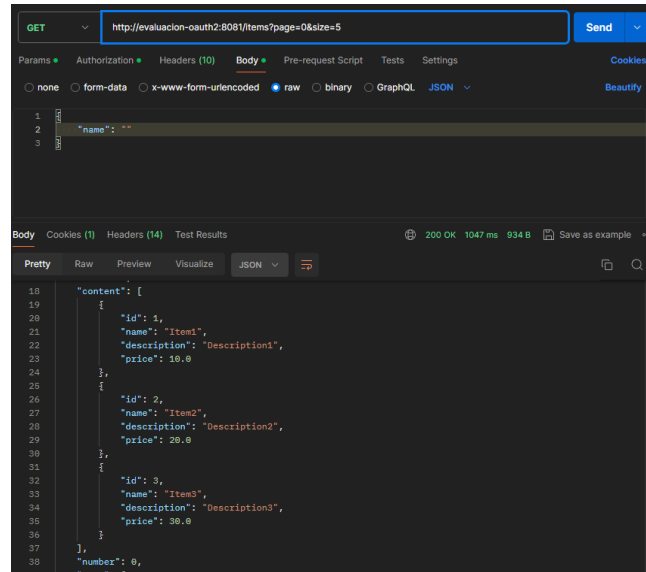 GET http://evaluacion-oauth2:8081/items?page=0&size=5 Send
Params Authorization Headers (10) Body Pre-request Script Tests Settings Cookies
none form-data x-www-form-urlencoded raw binary GraphQL JSON Beautify
1 {
2 "name": ""
3 }
Body Cookies (1) Headers (14) Test Results 200 OK 1047 ms 934 B Save as example
Pretty Raw Preview Visualize JSON
18 "content": [
19 {
20 "id": 1,
21 "name": "Item1",
22 "description": "Description1",
23 "price": 10.0
24 },
25 {
26 "id": 2,
27 "name": "Item2",
28 "description": "Description2",
29 "price": 20.0
30 },
31 {
32 "id": 3,
33 "name": "Item3",
34 "description": "Description3",
35 "price": 30.0
36 }
37 ],
38 "number": 0,